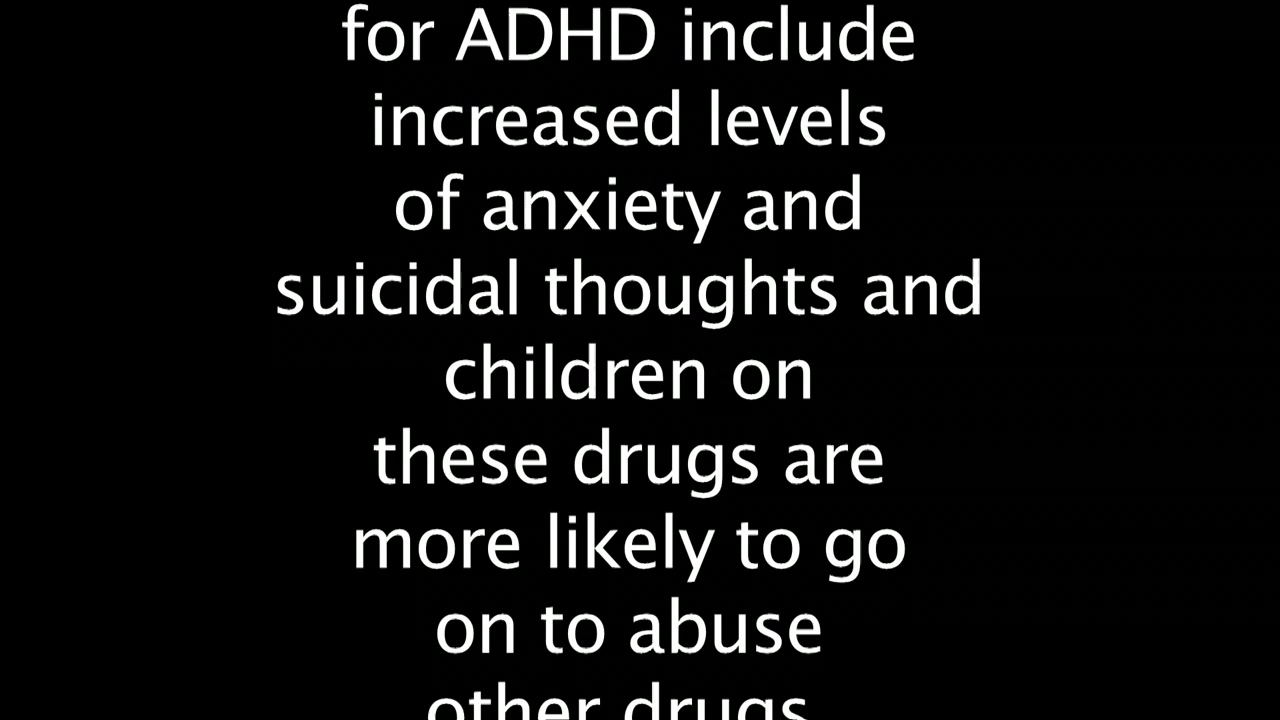 for ADHD include
increased levels
of anxiety and
suicidal thoughts and
children on
these drugs are
more likely to go
on to abuse
other drugs.